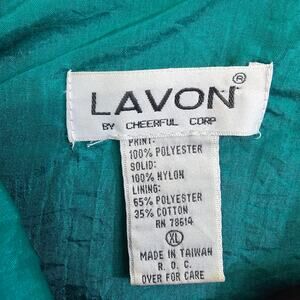 LAVON®
BY CHEERFUL CORP
PRINT:
100% POLYESTER
SOLID:
100% NYLON
LINING:
65% POLYESTER
35% COTTON
RN 78614
XL
MADE IN TAIWAN
R. O. C.
OVER FOR CARE